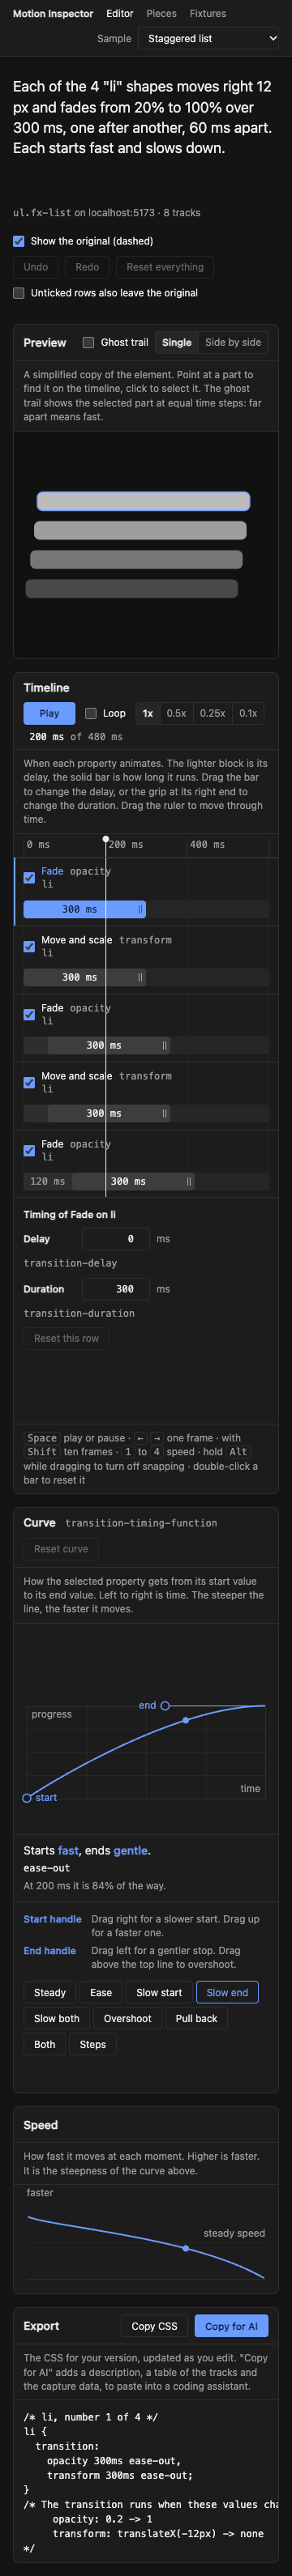 Motion Inspector Editor Pieces Fixtures
Sample Staggered list
Each of the 4 "li" shapes moves right 12
px and fades from 20% to 100% over
300 ms, one after another, 60 ms apart.
Each starts fast and slows down.
ul.fx-list on localhost:5173 · 8 tracks
Show the original (dashed)
Undo Redo Reset everything
Unticked rows also leave the original
Preview Ghost trail Single Side by side
A simplified copy of the element. Point at a part to
find it on the timeline, click to select it. The ghost
trail shows the selected part at equal time steps: far
apart means fast.
Timeline
Play Loop 1x 0.5x 0.25x 0.1x
200 ms of 480 ms
When each property animates. The lighter block is its
delay, the solid bar is how long it runs. Drag the bar
to change the delay, or the grip at its right end to
change the duration. Drag the ruler to move through
time.
0 ms 200 ms 400 ms
Fade opacity
li
300 ms
Move and scale transform
li
300 ms
Fade opacity
li
300 ms
Move and scale transform
li
300 ms
Fade opacity
li
120 ms 300 ms
Timing of Fade on li
Delay 0 ms
transition-delay
Duration 300 ms
transition-duration
Reset this row
Space play or pause · ← → one frame · with
Shift ten frames · 1 to 4 speed · hold Alt
while dragging to turn off snapping · double-click a
bar to reset it
Curve transition-timing-function
Reset curve
How the selected property gets from its start value
to its end value. Left to right is time. The steeper the
line, the faster it moves.
end
progress
time
start
Starts fast, ends gentle.
ease-out
At 200 ms it is 84% of the way.
Start handle Drag right for a slower start. Drag up
for a faster one.
End handle Drag left for a gentler stop. Drag
above the top line to overshoot.
Steady Ease Slow start Slow end
Slow both Overshoot Pull back
Both Steps
Speed
How fast it moves at each moment. Higher is faster.
It is the steepness of the curve above.
faster
steady speed
Export Copy CSS Copy for AI
The CSS for your version, updated as you edit. "Copy
for AI" adds a description, a table of the tracks and
the capture data, to paste into a coding assistant.
/* li, number 1 of 4 */
li {
transition:
opacity 300ms ease-out,
transform 300ms ease-out;
}
/* The transition runs when these values cha
opacity: 0.2 -> 1
transform: translateX(-12px) -> none
*/